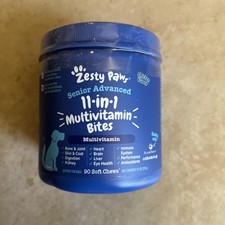 Zesty Paws
Senior Advanced
11-in-1
Multivitamin
Bites
Multivitamin
Bone & Joint
Skin & Coat
Digestion
Kidney
Heart
Brain
Liver
Eye Health
Immune
System
Performance
Antioxidants
90 Soft Chews